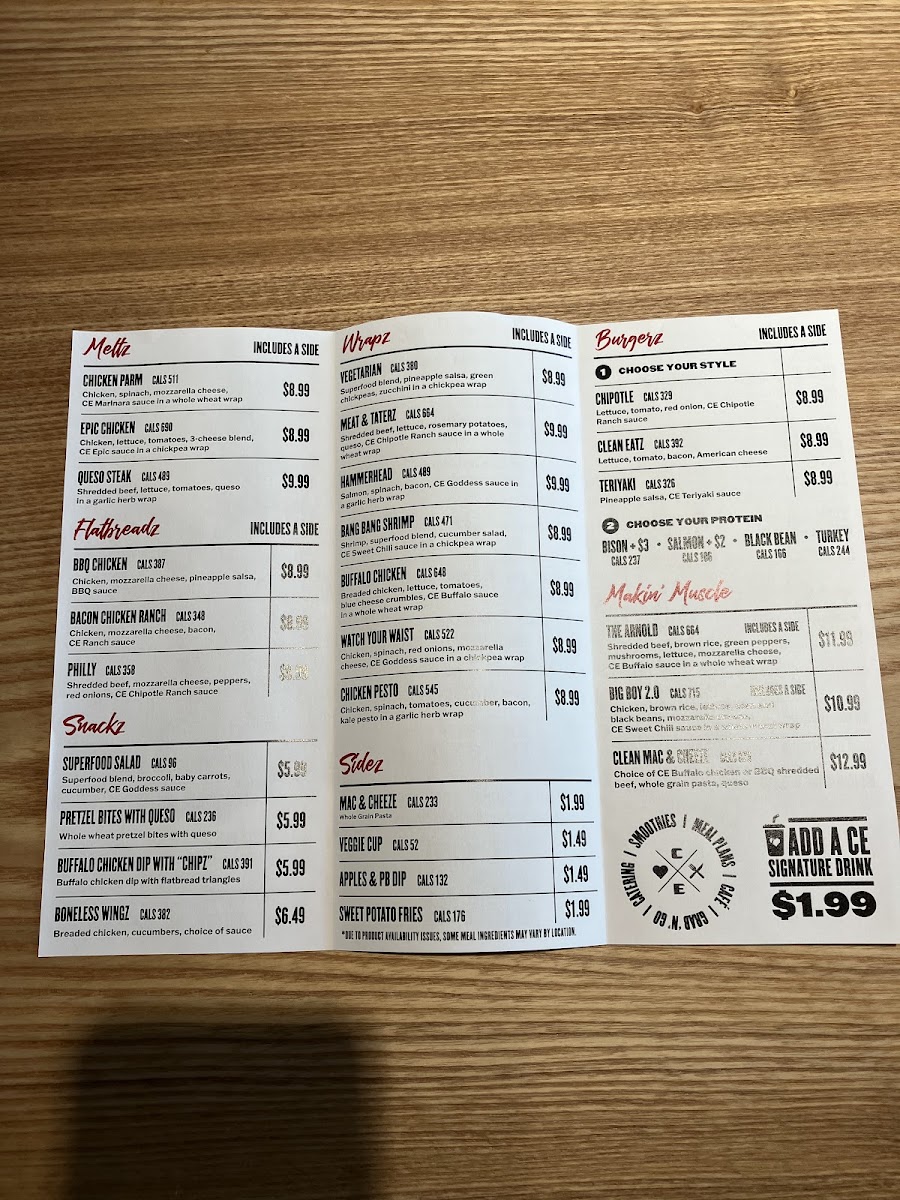 Meltz INCLUDES A SIDE
CHICKEN PARM CALS 511 $8.99
Chicken, spinach, mozzarella cheese,
CE Marinara sauce in a whole wheat wrap
EPIC CHICKEN CALS 690 $8.99
Chicken, lettuce, tomatoes, 3-cheese blend,
CE Epic sauce in a chickpea wrap
QUESO STEAK CALS 489 $9.99
Shredded beef, lettuce, tomatoes, queso
in a garlic herb wrap
Flatbreadz INCLUDES A SIDE
BBQ CHICKEN CALS 387 $8.99
Chicken, mozzarella cheese, pineapple salsa,
BBQ sauce
BACON CHICKEN RANCH CALS 348 $8.99
Chicken, mozzarella cheese, bacon,
CE Ranch sauce
PHILLY CALS 358
Shredded beef, mozzarella cheese, peppers,
red onions, CE Chipotle Ranch sauce
Snackz
SUPERFOOD SALAD CALS 96 $5.99
Superfood blend, broccoli, baby carrots,
cucumber, CE Goddess sauce
PRETZEL BITES WITH QUESO CALS 236 $5.99
Whole wheat pretzel bites with queso
BUFFALO CHICKEN DIP WITH "CHIPZ" CALS 391 $5.99
Buffalo chicken dip with flatbread triangles
BONELESS WINGZ CALS 382 $6.49
Breaded chicken, cucumbers, choice of sauce
Wrapz INCLUDES A SIDE
VEGETARIAN CALS 380 $8.99
Superfood blend, pineapple salsa, green
chickpeas, zucchini in a chickpea wrap
MEAT & TATERZ CALS 664 $9.99
Shredded beef, lettuce, rosemary potatoes,
queso, CE Chipotle Ranch sauce in a whole
wheat wrap
HAMMERHEAD CALS 489 $9.99
Salmon, spinach, bacon, CE Goddess sauce in
a garlic herb wrap
BANG BANG SHRIMP CALS 471 $8.99
Shrimp, superfood blend, cucumber salad,
CE Sweet Chili sauce in a chickpea wrap
BUFFALO CHICKEN CALS 648 $8.99
Breaded chicken, lettuce, tomatoes,
blue cheese crumbles, CE Buffalo sauce
in a whole wheat wrap
WATCH YOUR WAIST CALS 522 $8.99
Chicken, spinach, red onions, mozzarella
cheese, CE Goddess sauce in a chickpea wrap
CHICKEN PESTO CALS 545 $8.99
Chicken, spinach, tomatoes, cucumber, bacon,
kale pesto in a garlic herb wrap
Sidez
MAC & CHEEZE CALS 233 $1.99
Whole Grain Pasta
VEGGIE CUP CALS 52 $1.49
APPLES & PB DIP CALS 132 $1.49
SWEET POTATO FRIES CALS 176 $1.99
*DUE TO PRODUCT AVAILABILITY ISSUES, SOME MEAL INGREDIENTS MAY VARY BY LOCATION.
Burgerz INCLUDES A SIDE
1 CHOOSE YOUR STYLE
CHIPOTLE CALS 329 $8.99
Lettuce, tomato, red onion, CE Chipotle
Ranch sauce
CLEAN EATZ CALS 392 $8.99
Lettuce, tomato, bacon, American cheese
TERIYAKI CALS 326 $8.99
Pineapple salsa, CE Teriyaki sauce
2 CHOOSE YOUR PROTEIN
BISON + $3 • SALMON + $2 • BLACK BEAN • TURKEY
CALS 237 CALS 186 CALS 166 CALS 244
Makin' Muscle
THE ARNOLD CALS 664 INCLUDES A SIDE $11.99
Shredded beef, brown rice, green peppers,
mushrooms, lettuce, mozzarella cheese,
CE Buffalo sauce in a whole wheat wrap
BIG BOY 2.0 CALS 715 INCLUDES A SIDE $10.99
Chicken, brown rice,
black beans, mozzarella cheese,
CE Sweet Chili sauce in a wrap
CLEAN MAC & CHEEZE $12.99
Choice of CE Buffalo chicken or BBQ shredded
beef, whole grain pasta, queso
CATERING | SMOOTHIES | MEAL PLANS | CAFÉ | GRAB 'N' GO |
C
E
ADD A CE
SIGNATURE DRINK
$1.99